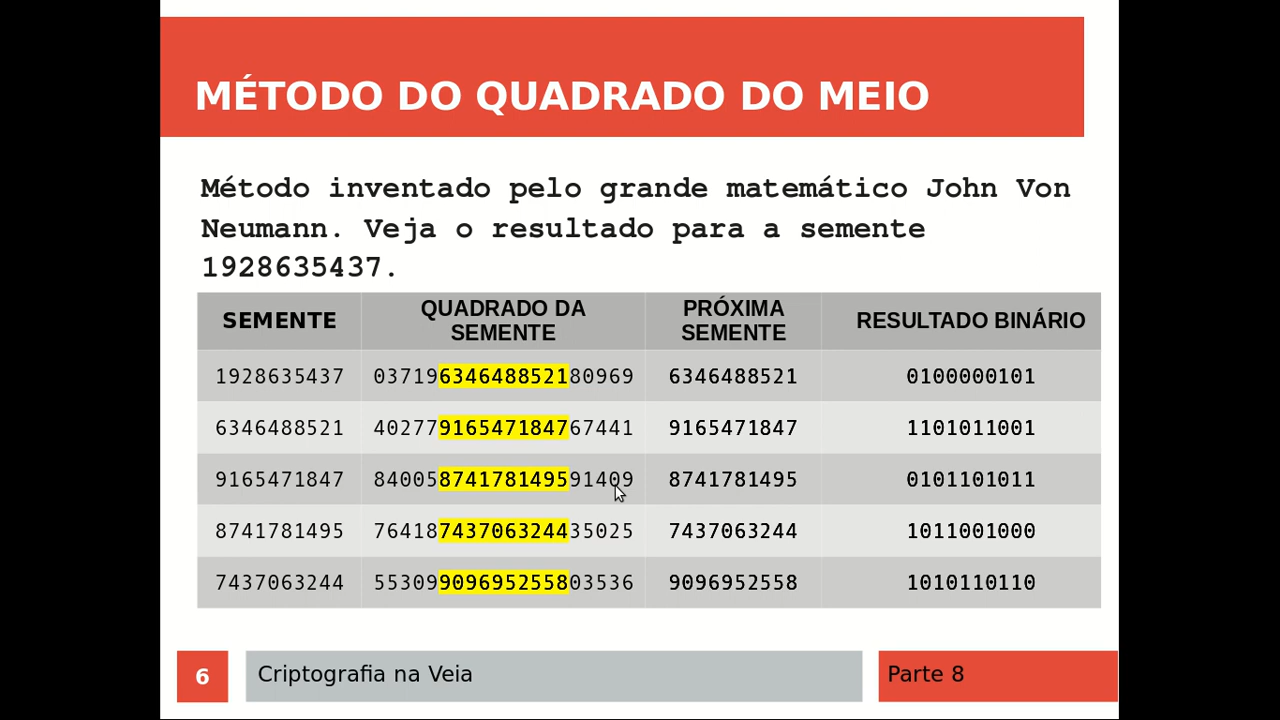 MÉTODO DO QUADRADO DO MEIO
Método inventado pelo grande matemático John Von
Neumann. Veja o resultado para a semente
1928635437.
SEMENTE QUADRADO DA SEMENTE PRÓXIMA SEMENTE RESULTADO BINÁRIO
1928635437 03719634648852180969 6346488521 0100000101
6346488521 40277916547184767441 9165471847 1101011001
9165471847 84005874178149591409 8741781495 0101101011
8741781495 76418743706324435025 7437063244 1011001000
7437063244 55309909695255803536 9096952558 1010110110
6 Criptografia na Veia Parte 8